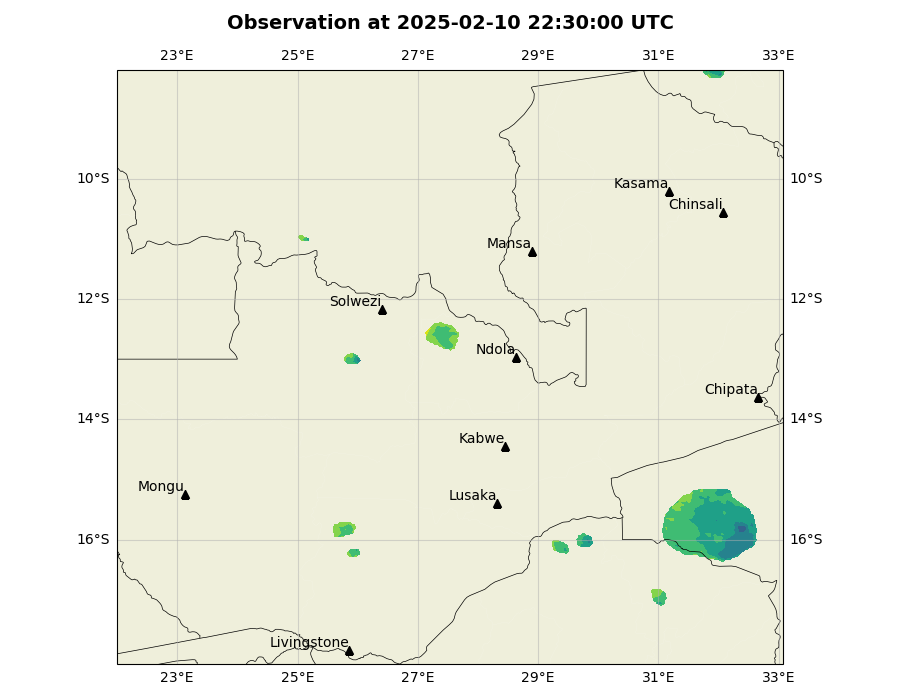 Observation at 2025-02-10 22:30:00 UTC
23°E 25°E 27°E 29°E 31°E 33°E
10°S 10°S
Kasama
Chinsali
Mansa
12°S 12°S
Solwezi
Ndola
Chipata
14°S 14°S
Kabwe
Mongu
Lusaka
16°S 16°S
Livingstone
23°E 25°E 27°E 29°E 31°E 33°E